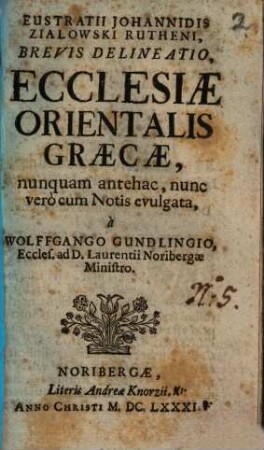 EUSTRATII JOHANNIDIS
ZIALOWSKI RUTHENI,
BREVIS DELINEATIO,
ECCLESIÆ
ORIENTALIS
GRÆCÆ,
nunquam antehac, nunc
verò cum Notis evulgata,
à
WOLFFGANGO GUNDLINGIO,
Eccles. ad D. Laurentii Noribergæ
Ministro.
NORIBERGÆ,
Literis Andreæ Knorzii,
ANNO CHRISTI M. DC. LXXXI.
2
Nr. 5.